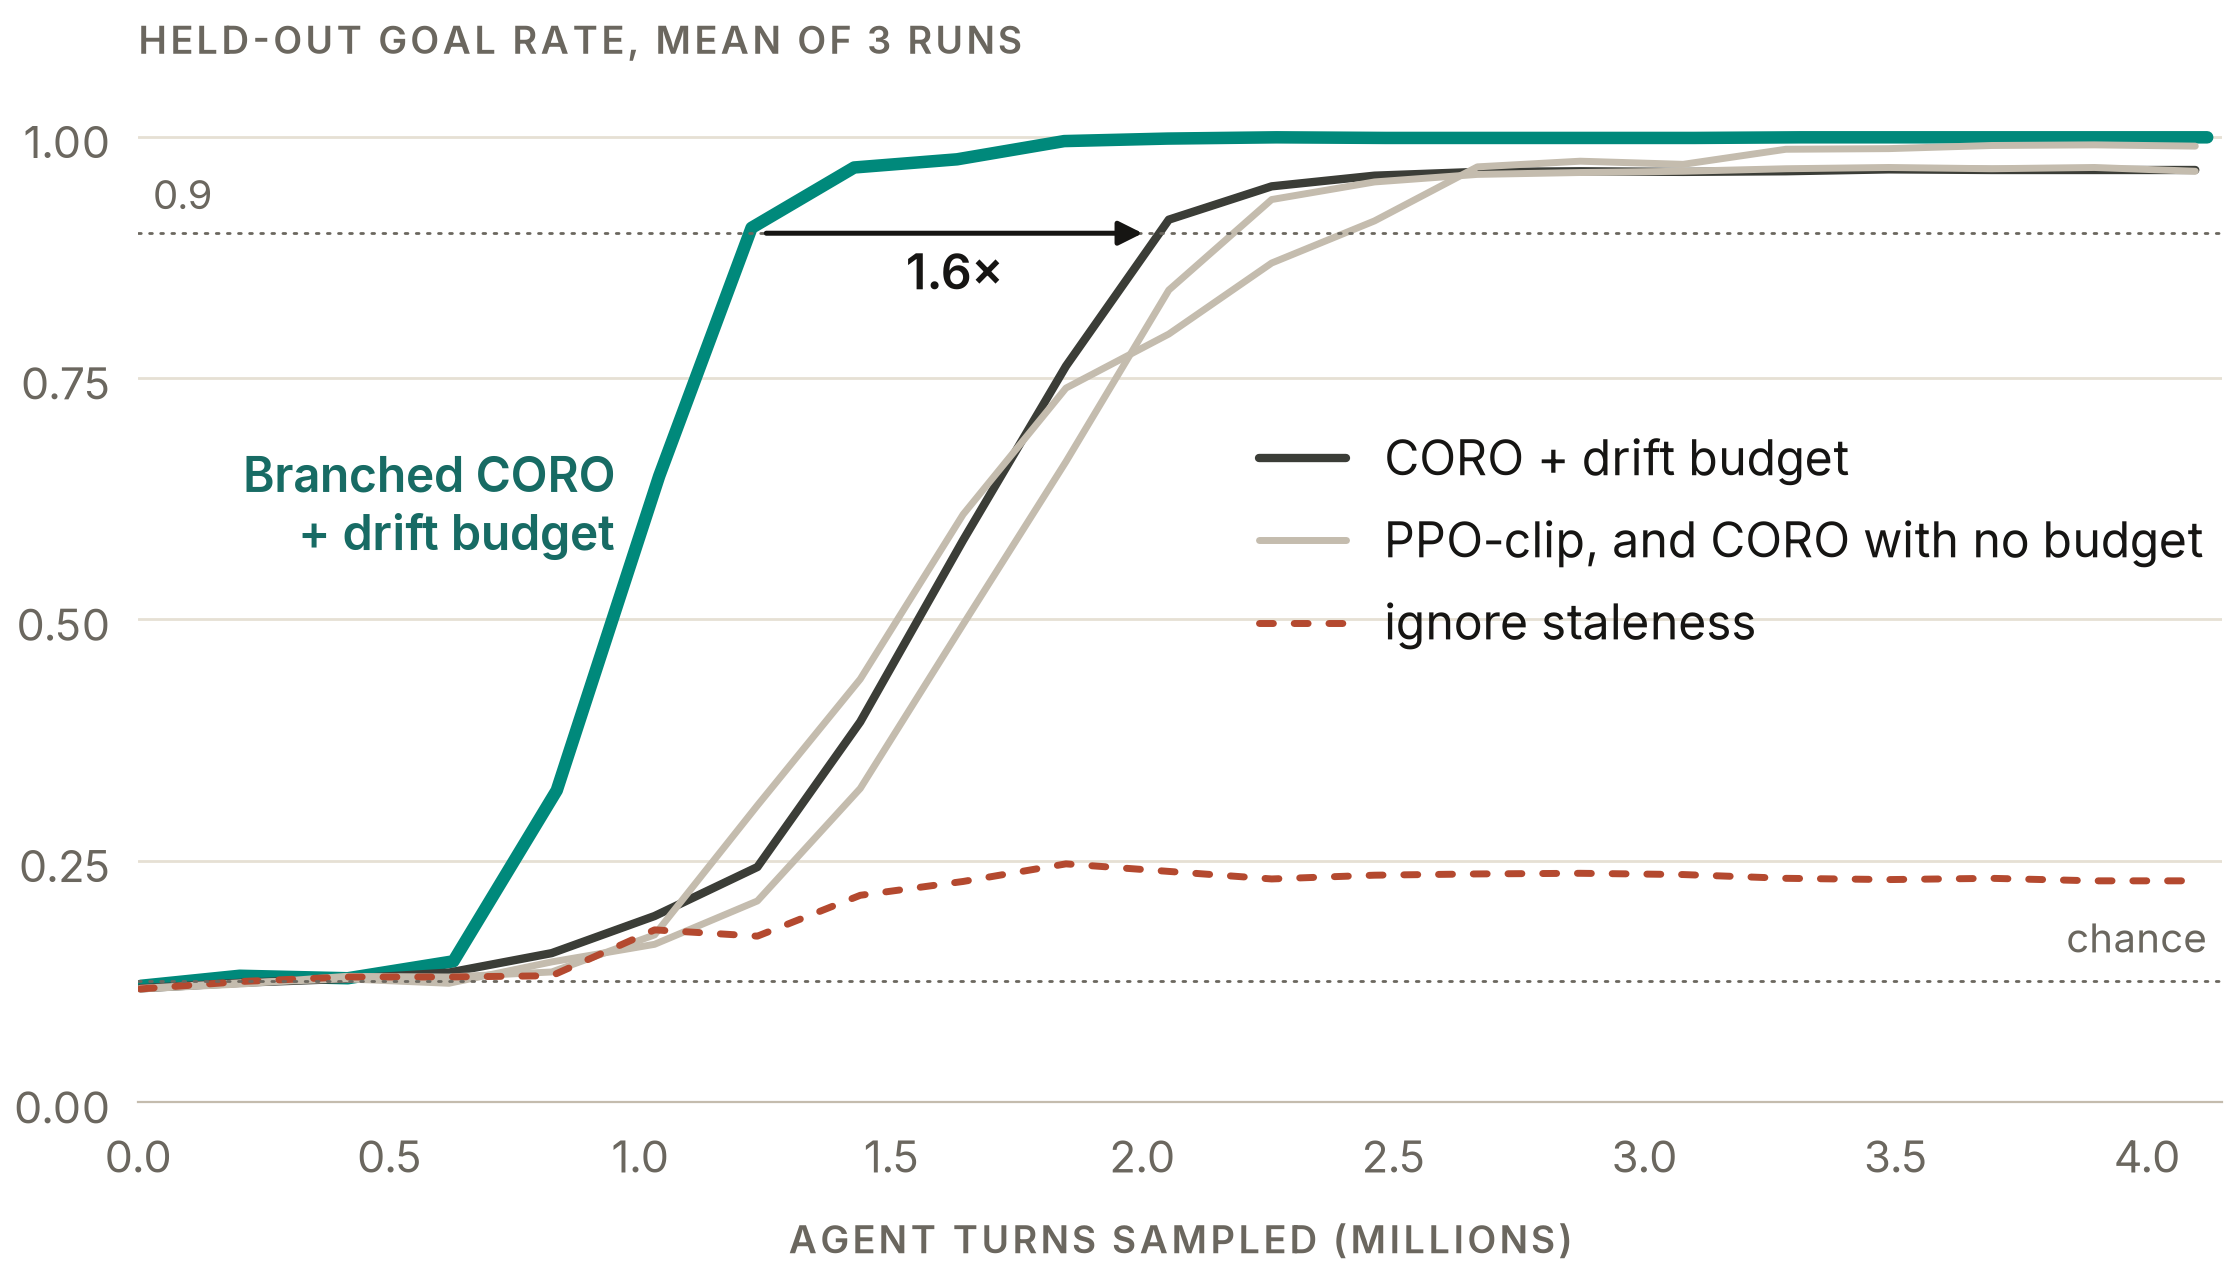 HELD-OUT GOAL RATE, MEAN OF 3 RUNS
1.00
0.9
1.6×
0.75
Branched CORO
+ drift budget
CORO + drift budget
PPO-clip, and CORO with no budget
0.50
ignore staleness
0.25
chance
0.00
0.0 0.5 1.0 1.5 2.0 2.5 3.0 3.5 4.0
AGENT TURNS SAMPLED (MILLIONS)